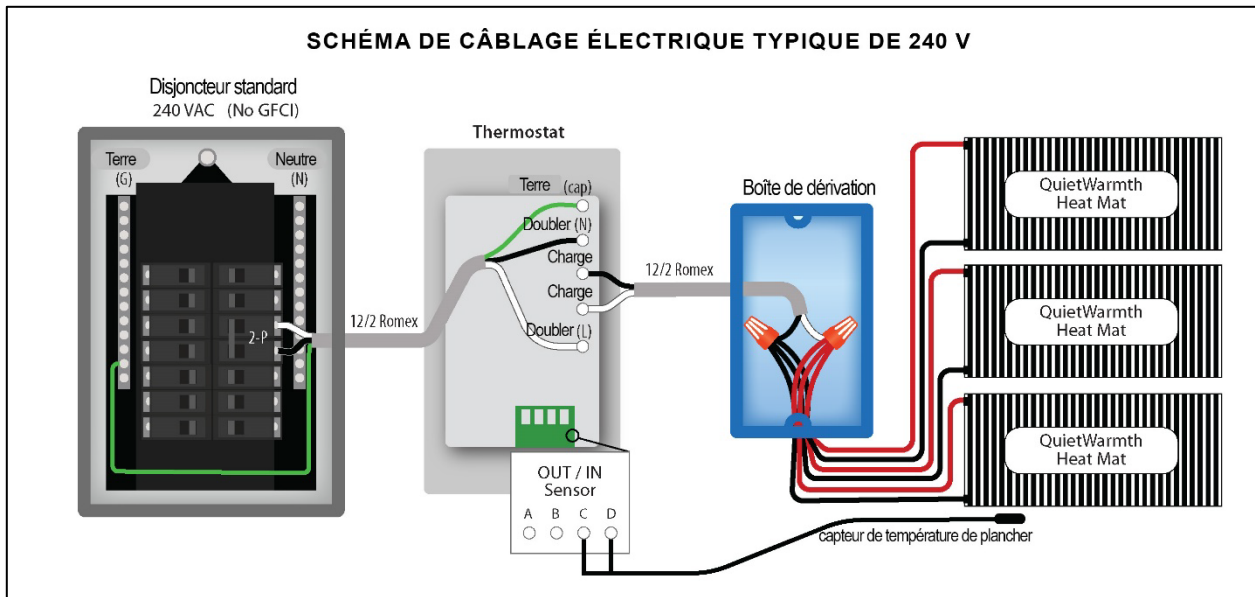 SCHÉMA DE CÂBLAGE ÉLECTRIQUE TYPIQUE DE 240 V
Disjoncteur standard
240 VAC (No GFCI)
Terre
(G)
Neutre
(N)
2-P
12/2 Romex
Thermostat
Terre (cap)
Doubler (N)
Charge
Charge
Doubler (L)
OUT / IN
Sensor
A B C D
12/2 Romex
Boîte de dérivation
QuietWarmth
Heat Mat
QuietWarmth
Heat Mat
QuietWarmth
Heat Mat
capteur de température de plancher